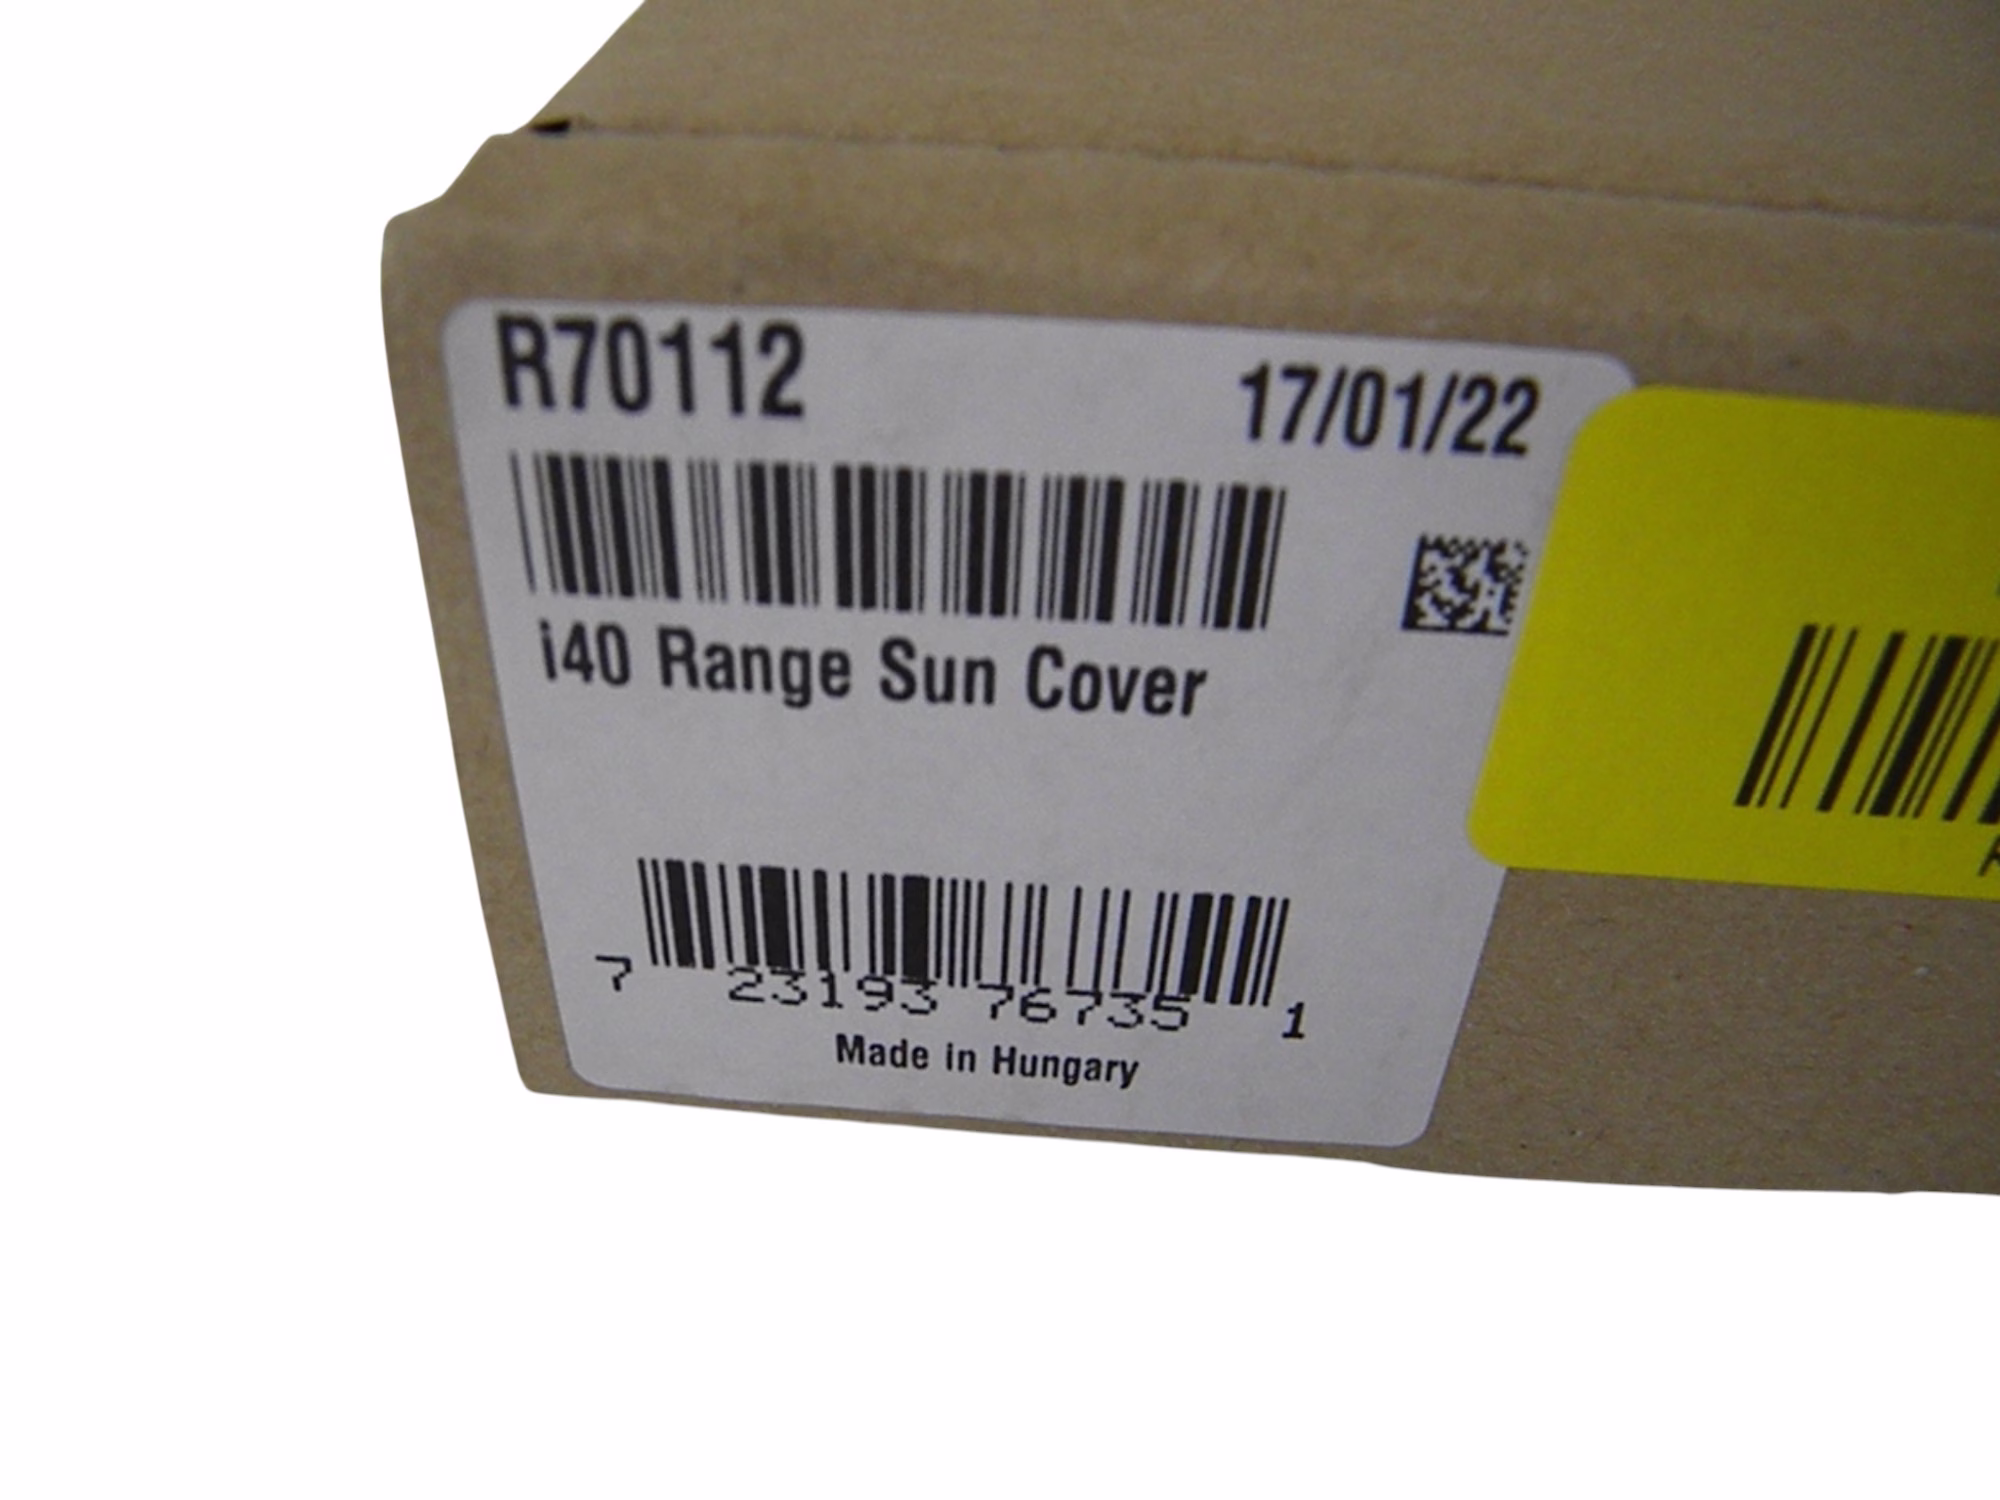 R70112
17/01/22
i40 Range Sun Cover
7 23193 76735 1
Made in Hungary